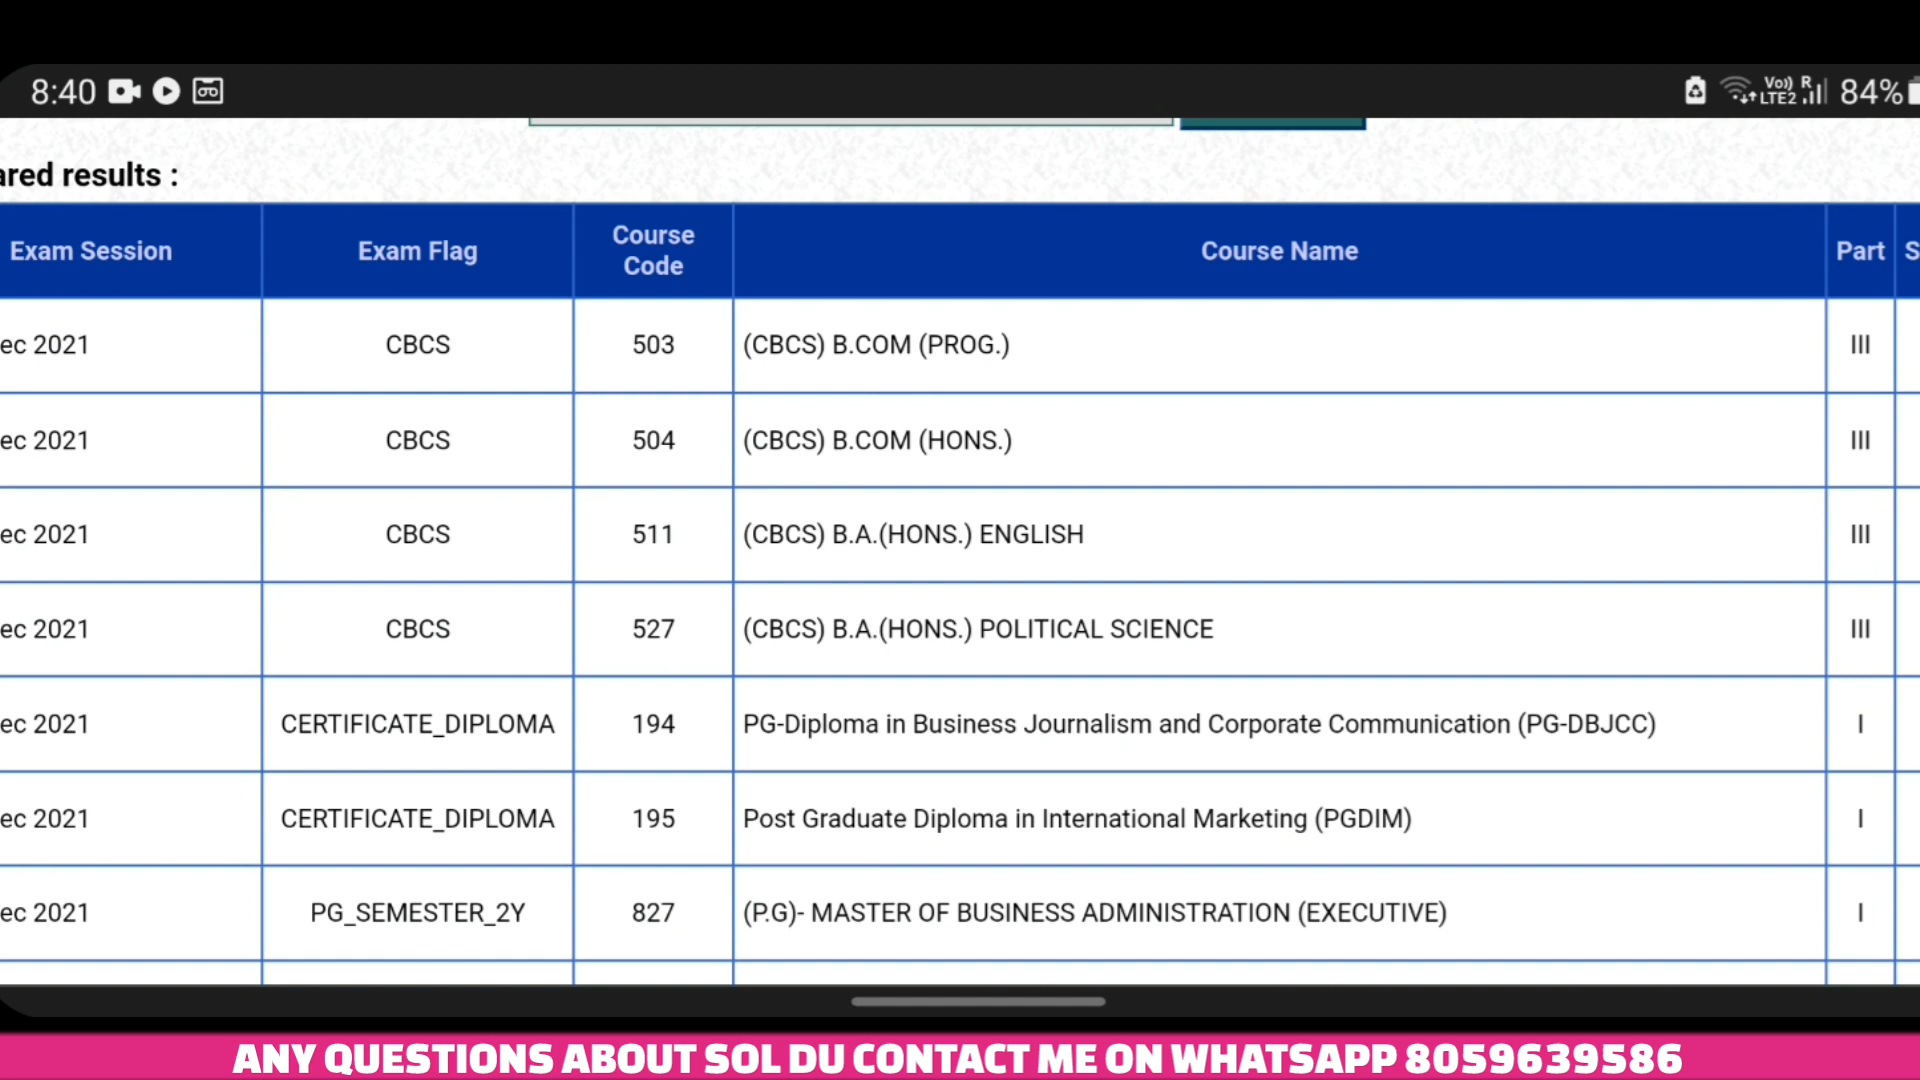 8:40 Vo)) R LTE2 84%
ared results :
Exam Session Exam Flag Course Code Course Name Part S
ec 2021 CBCS 503 (CBCS) B.COM (PROG.) III
ec 2021 CBCS 504 (CBCS) B.COM (HONS.) III
ec 2021 CBCS 511 (CBCS) B.A.(HONS.) ENGLISH III
ec 2021 CBCS 527 (CBCS) B.A.(HONS.) POLITICAL SCIENCE III
ec 2021 CERTIFICATE_DIPLOMA 194 PG-Diploma in Business Journalism and Corporate Communication (PG-DBJCC) I
ec 2021 CERTIFICATE_DIPLOMA 195 Post Graduate Diploma in International Marketing (PGDIM) I
ec 2021 PG_SEMESTER_2Y 827 (P.G)- MASTER OF BUSINESS ADMINISTRATION (EXECUTIVE) I
ANY QUESTIONS ABOUT SOL DU CONTACT ME ON WHATSAPP 8059639586